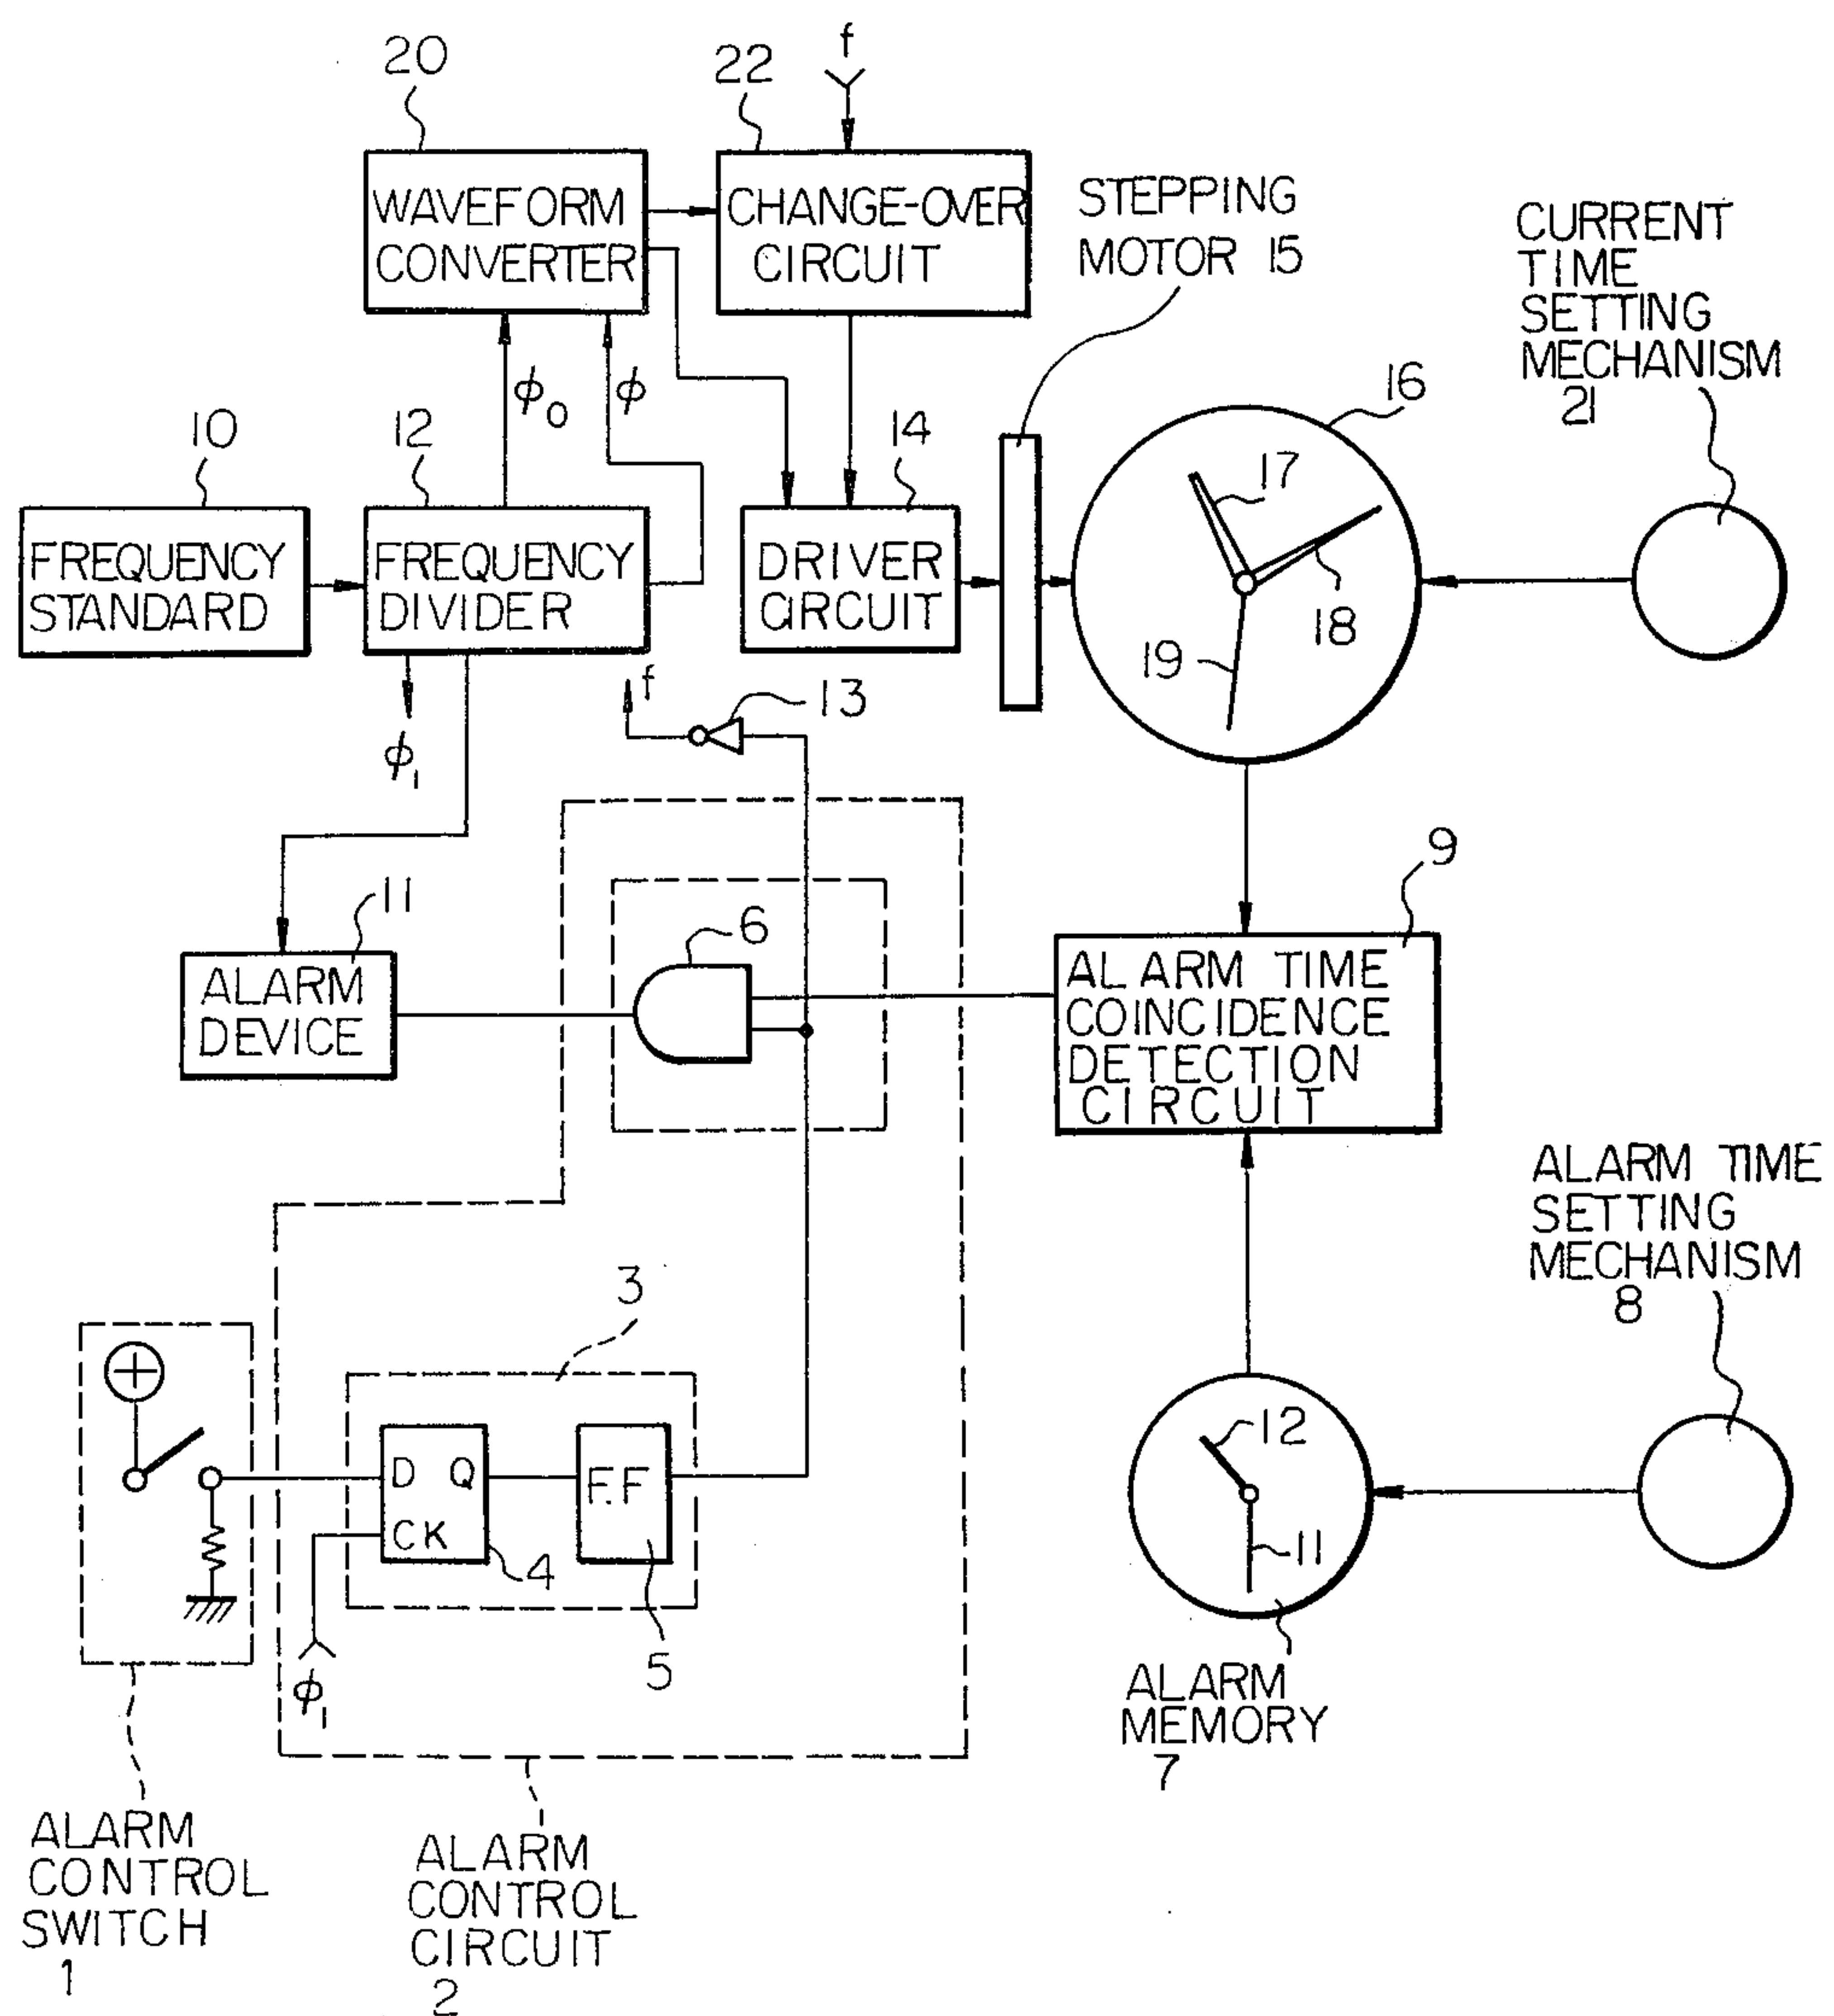 20
22
f
WAVEFORM
CONVERTER
CHANGE-OVER
CIRCUIT
STEPPING
MOTOR 15
CURRENT
TIME
SETTING
MECHANISM
21
ϕ0
ϕ
16
10
12
14
17
18
19
FREQUENCY
STANDARD
FREQUENCY
DIVIDER
DRIVER
CIRCUIT
f
13
ϕ1
9
11
6
ALARM
DEVICE
ALARM TIME
COINCIDENCE
DETECTION
CIRCUIT
ALARM TIME
SETTING
MECHANISM
8
3
12
11
D Q
CK
F.F
4
5
ϕ1
ALARM
MEMORY
7
ALARM
CONTROL
SWITCH
1
ALARM
CONTROL
CIRCUIT
2